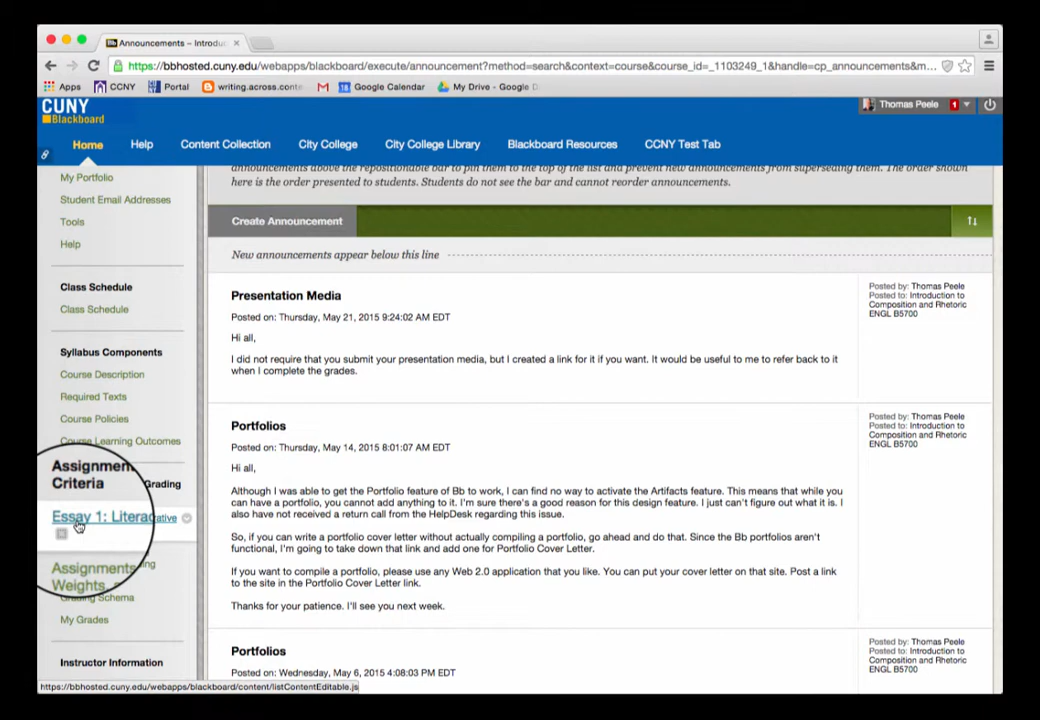 Announcements – Introduc
https://bbhosted.cuny.edu/webapps/blackboard/execute/announcement?method=search&context=course&course_id=_1103249_1&handle=cp_announcements&m...
Apps CCNY Portal writing.across.conte M 18 Google Calendar My Drive - Google D
CUNY
Blackboard
Thomas Peele 1
Home Help Content Collection City College City College Library Blackboard Resources CCNY Test Tab
announcements above the repositionable bar to pin them to the top of the list and prevent new announcements from superseding them. The order shown
here is the order presented to students. Students do not see the bar and cannot reorder announcements.
My Portfolio
Student Email Addresses
Tools
Help
Class Schedule
Class Schedule
Syllabus Components
Course Description
Required Texts
Course Policies
Course Learning Outcomes
Assignmen
Criteria
Grading
Essay 1: Litera
ative
Assignments
ing
Weights,
Grading Schema
My Grades
Instructor Information
Create Announcement
New announcements appear below this line
Presentation Media
Posted on: Thursday, May 21, 2015 9:24:02 AM EDT
Hi all,
I did not require that you submit your presentation media, but I created a link for it if you want. It would be useful to me to refer back to it
when I complete the grades.
Posted by: Thomas Peele
Posted to: Introduction to
Composition and Rhetoric
ENGL B5700
Portfolios
Posted on: Thursday, May 14, 2015 8:01:07 AM EDT
Hi all,
Although I was able to get the Portfolio feature of Bb to work, I can find no way to activate the Artifacts feature. This means that while you
can have a portfolio, you cannot add anything to it. I'm sure there's a good reason for this design feature. I just can't figure out what it is. I
also have not received a return call from the HelpDesk regarding this issue.
So, if you can write a portfolio cover letter without actually compiling a portfolio, go ahead and do that. Since the Bb portfolios aren't
functional, I'm going to take down that link and add one for Portfolio Cover Letter.
If you want to compile a portfolio, please use any Web 2.0 application that you like. You can put your cover letter on that site. Post a link
to the site in the Portfolio Cover Letter link.
Thanks for your patience. I'll see you next week.
Posted by: Thomas Peele
Posted to: Introduction to
Composition and Rhetoric
ENGL B5700
Portfolios
Posted on: Wednesday, May 6, 2015 4:08:03 PM EDT
Posted by: Thomas Peele
Posted to: Introduction to
Composition and Rhetoric
ENGL B5700
https://bbhosted.cuny.edu/webapps/blackboard/content/listContentEditable.js